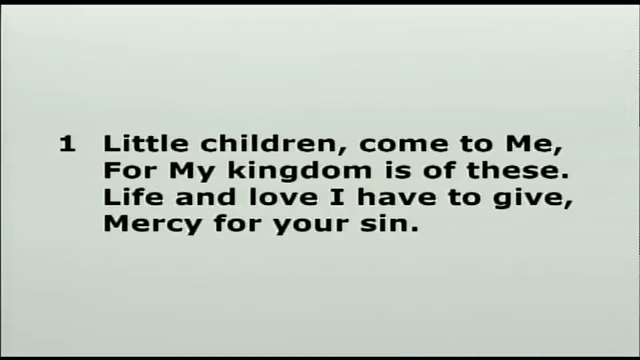 1 Little children, come to Me,
For My kingdom is of these.
Life and love I have to give,
Mercy for your sin.